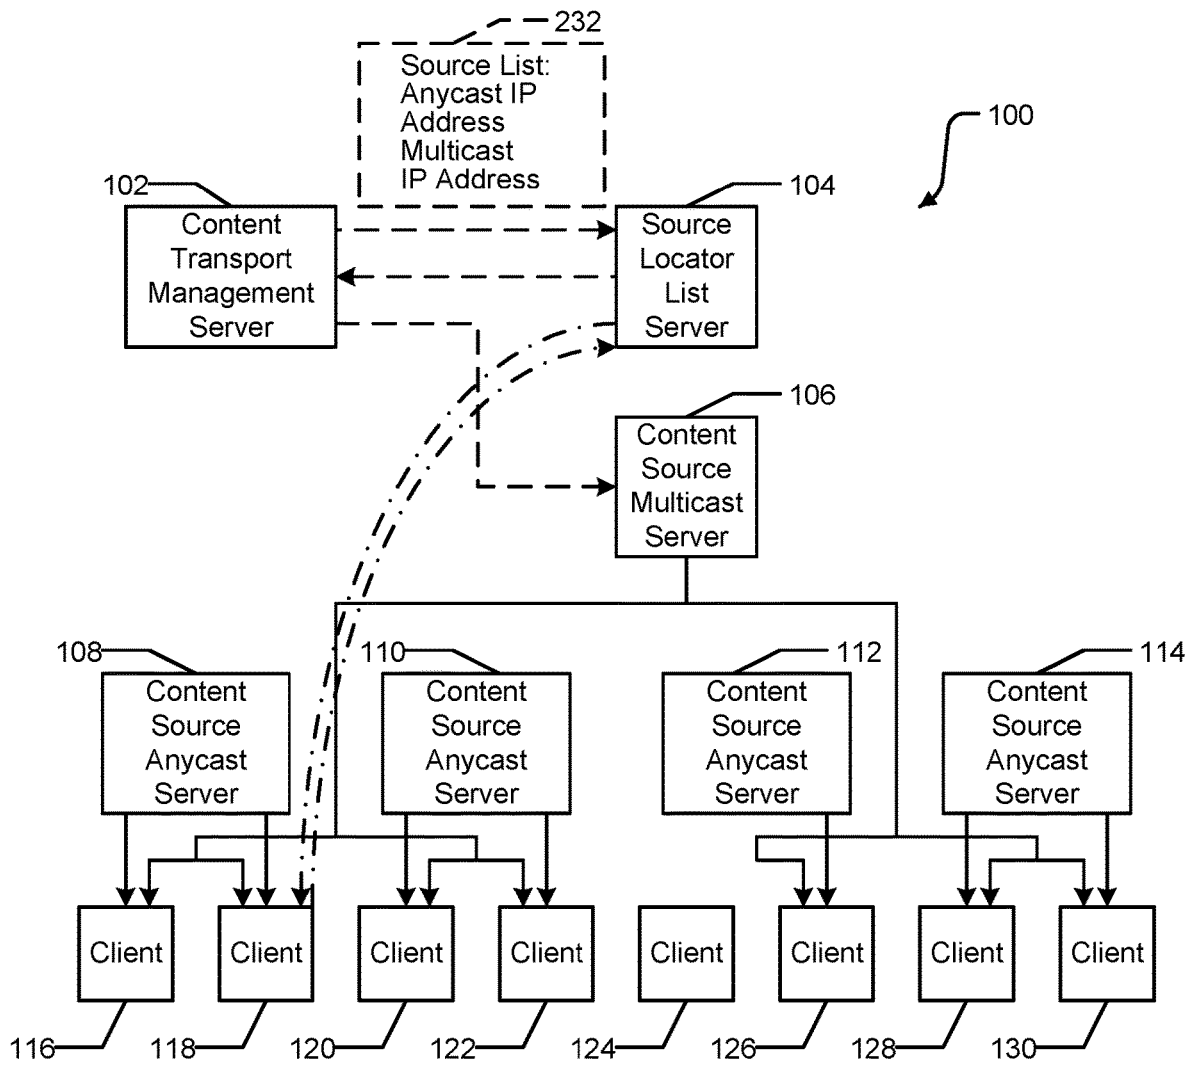 232
Source List:
Anycast IP
Address
Multicast
IP Address
100
102
104
Content
Transport
Management
Server
Source
Locator
List
Server
106
Content
Source
Multicast
Server
108
110
112
114
Content
Source
Anycast
Server
Content
Source
Anycast
Server
Content
Source
Anycast
Server
Content
Source
Anycast
Server
Client
Client
Client
Client
Client
Client
Client
Client
116
118
120
122
124
126
128
130